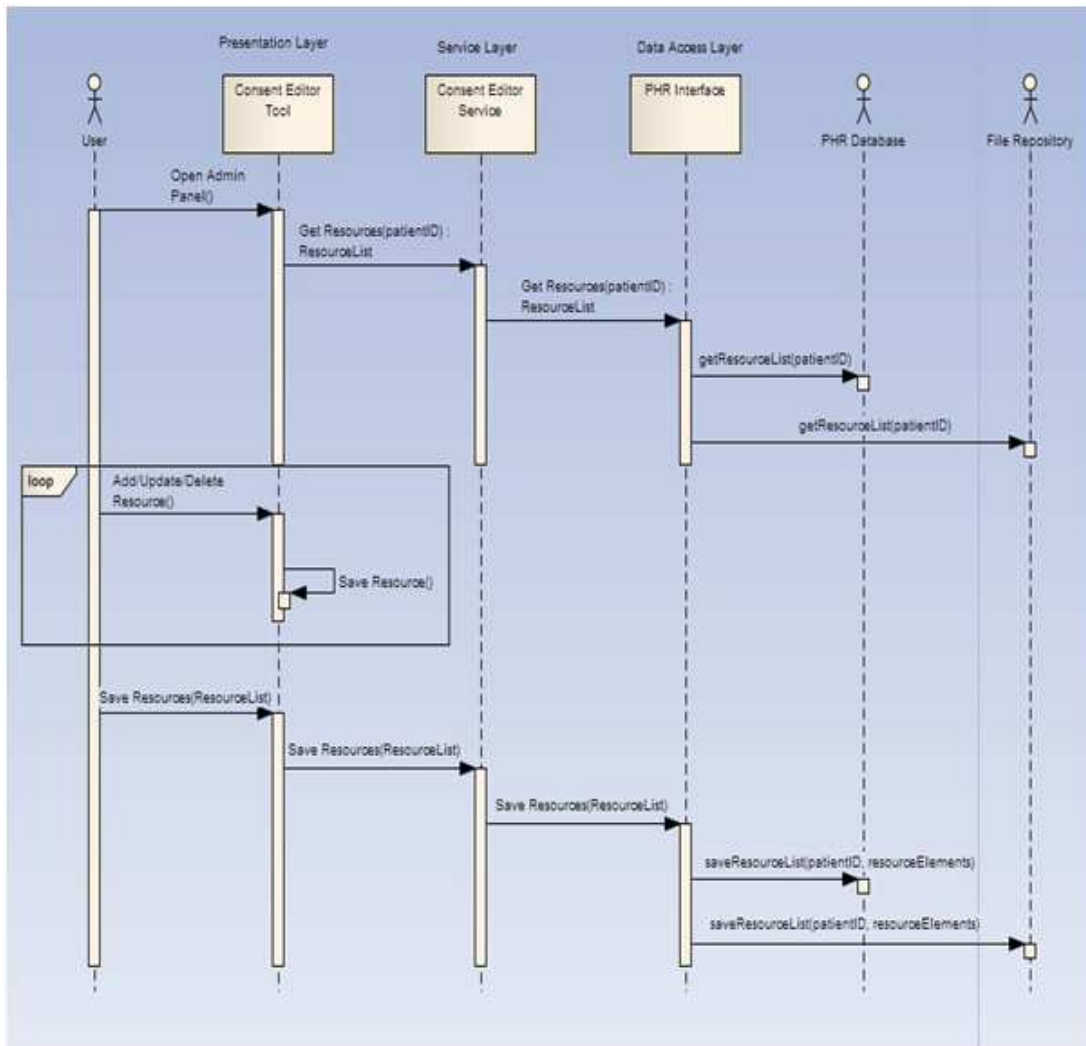 Presentation Layer
Service Layer
Data Access Layer
Consent Editor
Tool
Consent Editor
Service
PHR Interface
User
PHR Database
File Repository
Open Admin
Panel()
Get Resources(patientID) :
ResourceList
Get Resources(patientID) :
ResourceList
getResourceList(patientID)
getResourceList(patientID)
loop
Add/Update/Delete
Resource()
Save Resource()
Save Resources(ResourceList)
Save Resources(ResourceList)
Save Resources(ResourceList)
saveResourceList(patientID, resourceElements)
saveResourceList(patientID, resourceElements)